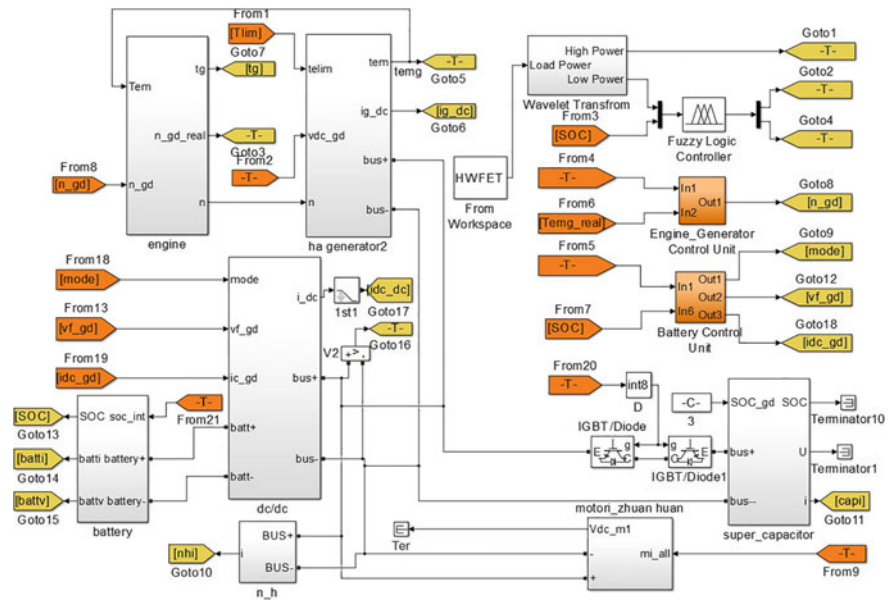 From1
[Tlim]
Goto7
[tg]
tg
Tem
n_gd_real
-T-
Goto3
From2
-T-
From8
[n_gd]
n_gd
n
engine
telim
tem
temg
-T-
Goto5
ig_dc
[ig_dc]
Goto6
vdc_gd
bus+
bus-
n
ha generator2
High Power
Load Power
Low Power
Wavelet Transfrom
Goto1
-T-
Goto2
-T-
Goto4
-T-
From3
[SOC]
Fuzzy Logic
Controller
HWFET
From
Workspace
From4
-T-
From6
[Temg_real]
In1
In2
Out1
Engine_Generator
Control Unit
Goto8
[n_gd]
From5
-T-
From7
[SOC]
In1
In6
Out1
Out2
Out3
Battery Control
Unit
Goto9
[mode]
Goto12
[vf_gd]
Goto18
[idc_gd]
From18
[mode]
From13
[vf_gd]
From19
[idc_gd]
mode
vf_gd
ic_gd
batt+
batt-
i_dc
bus+
bus-
dc/dc
1st1
[idc_dc]
Goto17
-T-
Goto16
V2
+
v
-
[SOC]
Goto13
[batti]
Goto14
[battv]
Goto15
SOC
soc_int
batti
battery+
battv
battery-
battery
-T-
From21
[nhi]
Goto10
i
BUS+
BUS-
n_h
From20
-T-
int8
D
IGBT/Diode
E
g
C
g
C
E
IGBT/Diode1
-C-
3
SOC_gd
SOC
bus+
U
bus--
i
super_capacitor
Terminator10
Terminator1
[capi]
Goto11
motori_zhuan huan
Vdc_m1
mi_all
-
+
Ter
-T-
From9